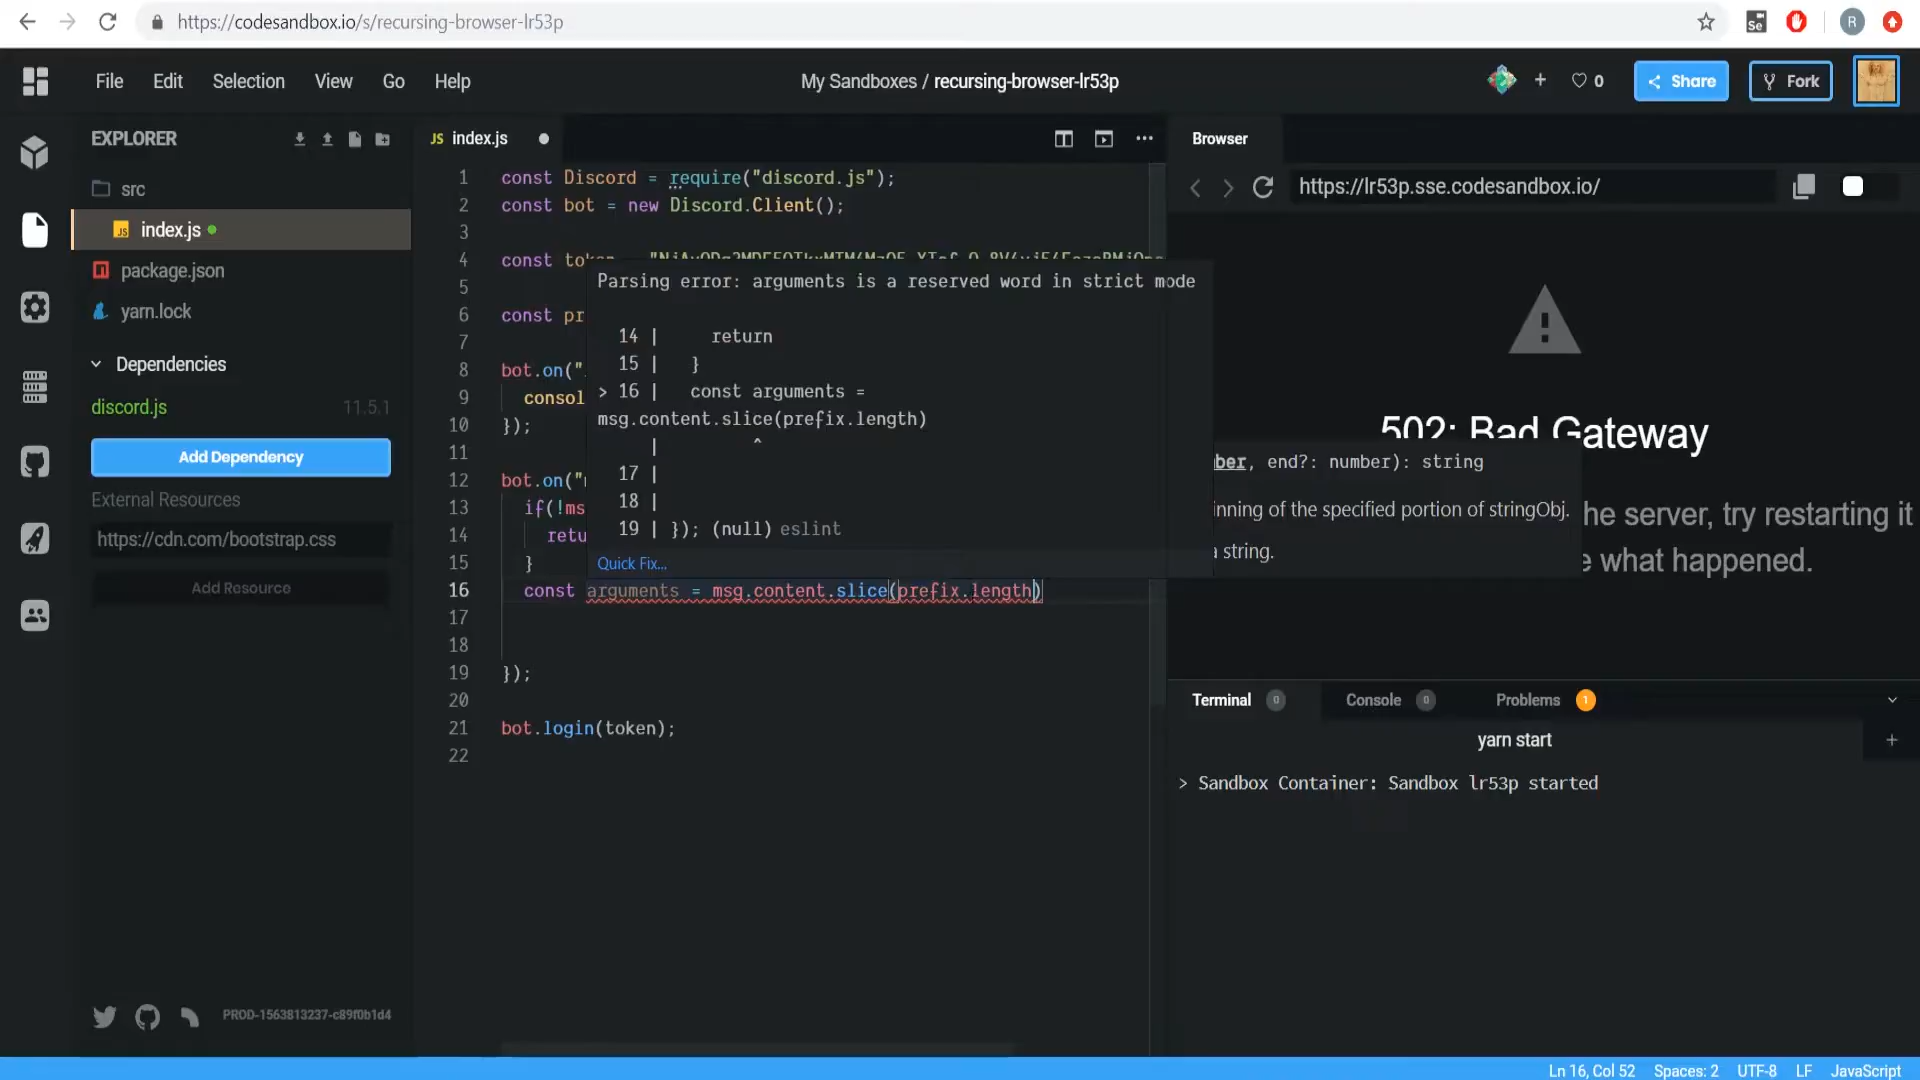 https://codesandbox.io/s/recursing-browser-lr53p
Se
R
File Edit Selection View Go Help
My Sandboxes / recursing-browser-lr53p
0
Share
Fork
EXPLORER
src
JS index.js
package.json
yarn.lock
Dependencies
discord.js 11.5.1
Add Dependency
External Resources
https://cdn.com/bootstrap.css
Add Resource
PROD-1563813237-c89f0b1d4
JS index.js
1 const Discord = require("discord.js");
2 const bot = new Discord.Client();
3
4 const token
5
6 const pr
7
8 bot.on("
9 consol
10 });
11
12 bot.on("
13 if(!ms
14 retu
15 }
16 const arguments = msg.content.slice(prefix.length)
17
18
19 });
20
21 bot.login(token);
22
Parsing error: arguments is a reserved word in strict mode
14 | return
15 | }
> 16 | const arguments =
msg.content.slice(prefix.length)
| ^
17 |
18 |
19 | }); (null) eslint
Quick Fix...
Browser
https://lr53p.sse.codesandbox.io/
502: Bad Gateway
ber, end?: number): string
inning of the specified portion of stringObj.
he server, try restarting it
a string.
what happened.
Terminal 0 Console 0 Problems 1
yarn start
> Sandbox Container: Sandbox lr53p started
Ln 16, Col 52 Spaces: 2 UTF-8 LF JavaScript